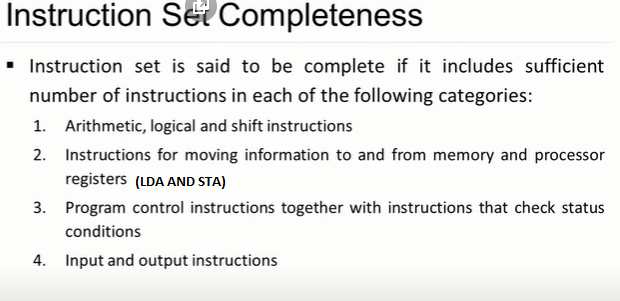 Instruction Set Completeness
▪ Instruction set is said to be complete if it includes sufficient
number of instructions in each of the following categories:
1. Arithmetic, logical and shift instructions
2. Instructions for moving information to and from memory and processor
registers (LDA AND STA)
3. Program control instructions together with instructions that check status
conditions
4. Input and output instructions